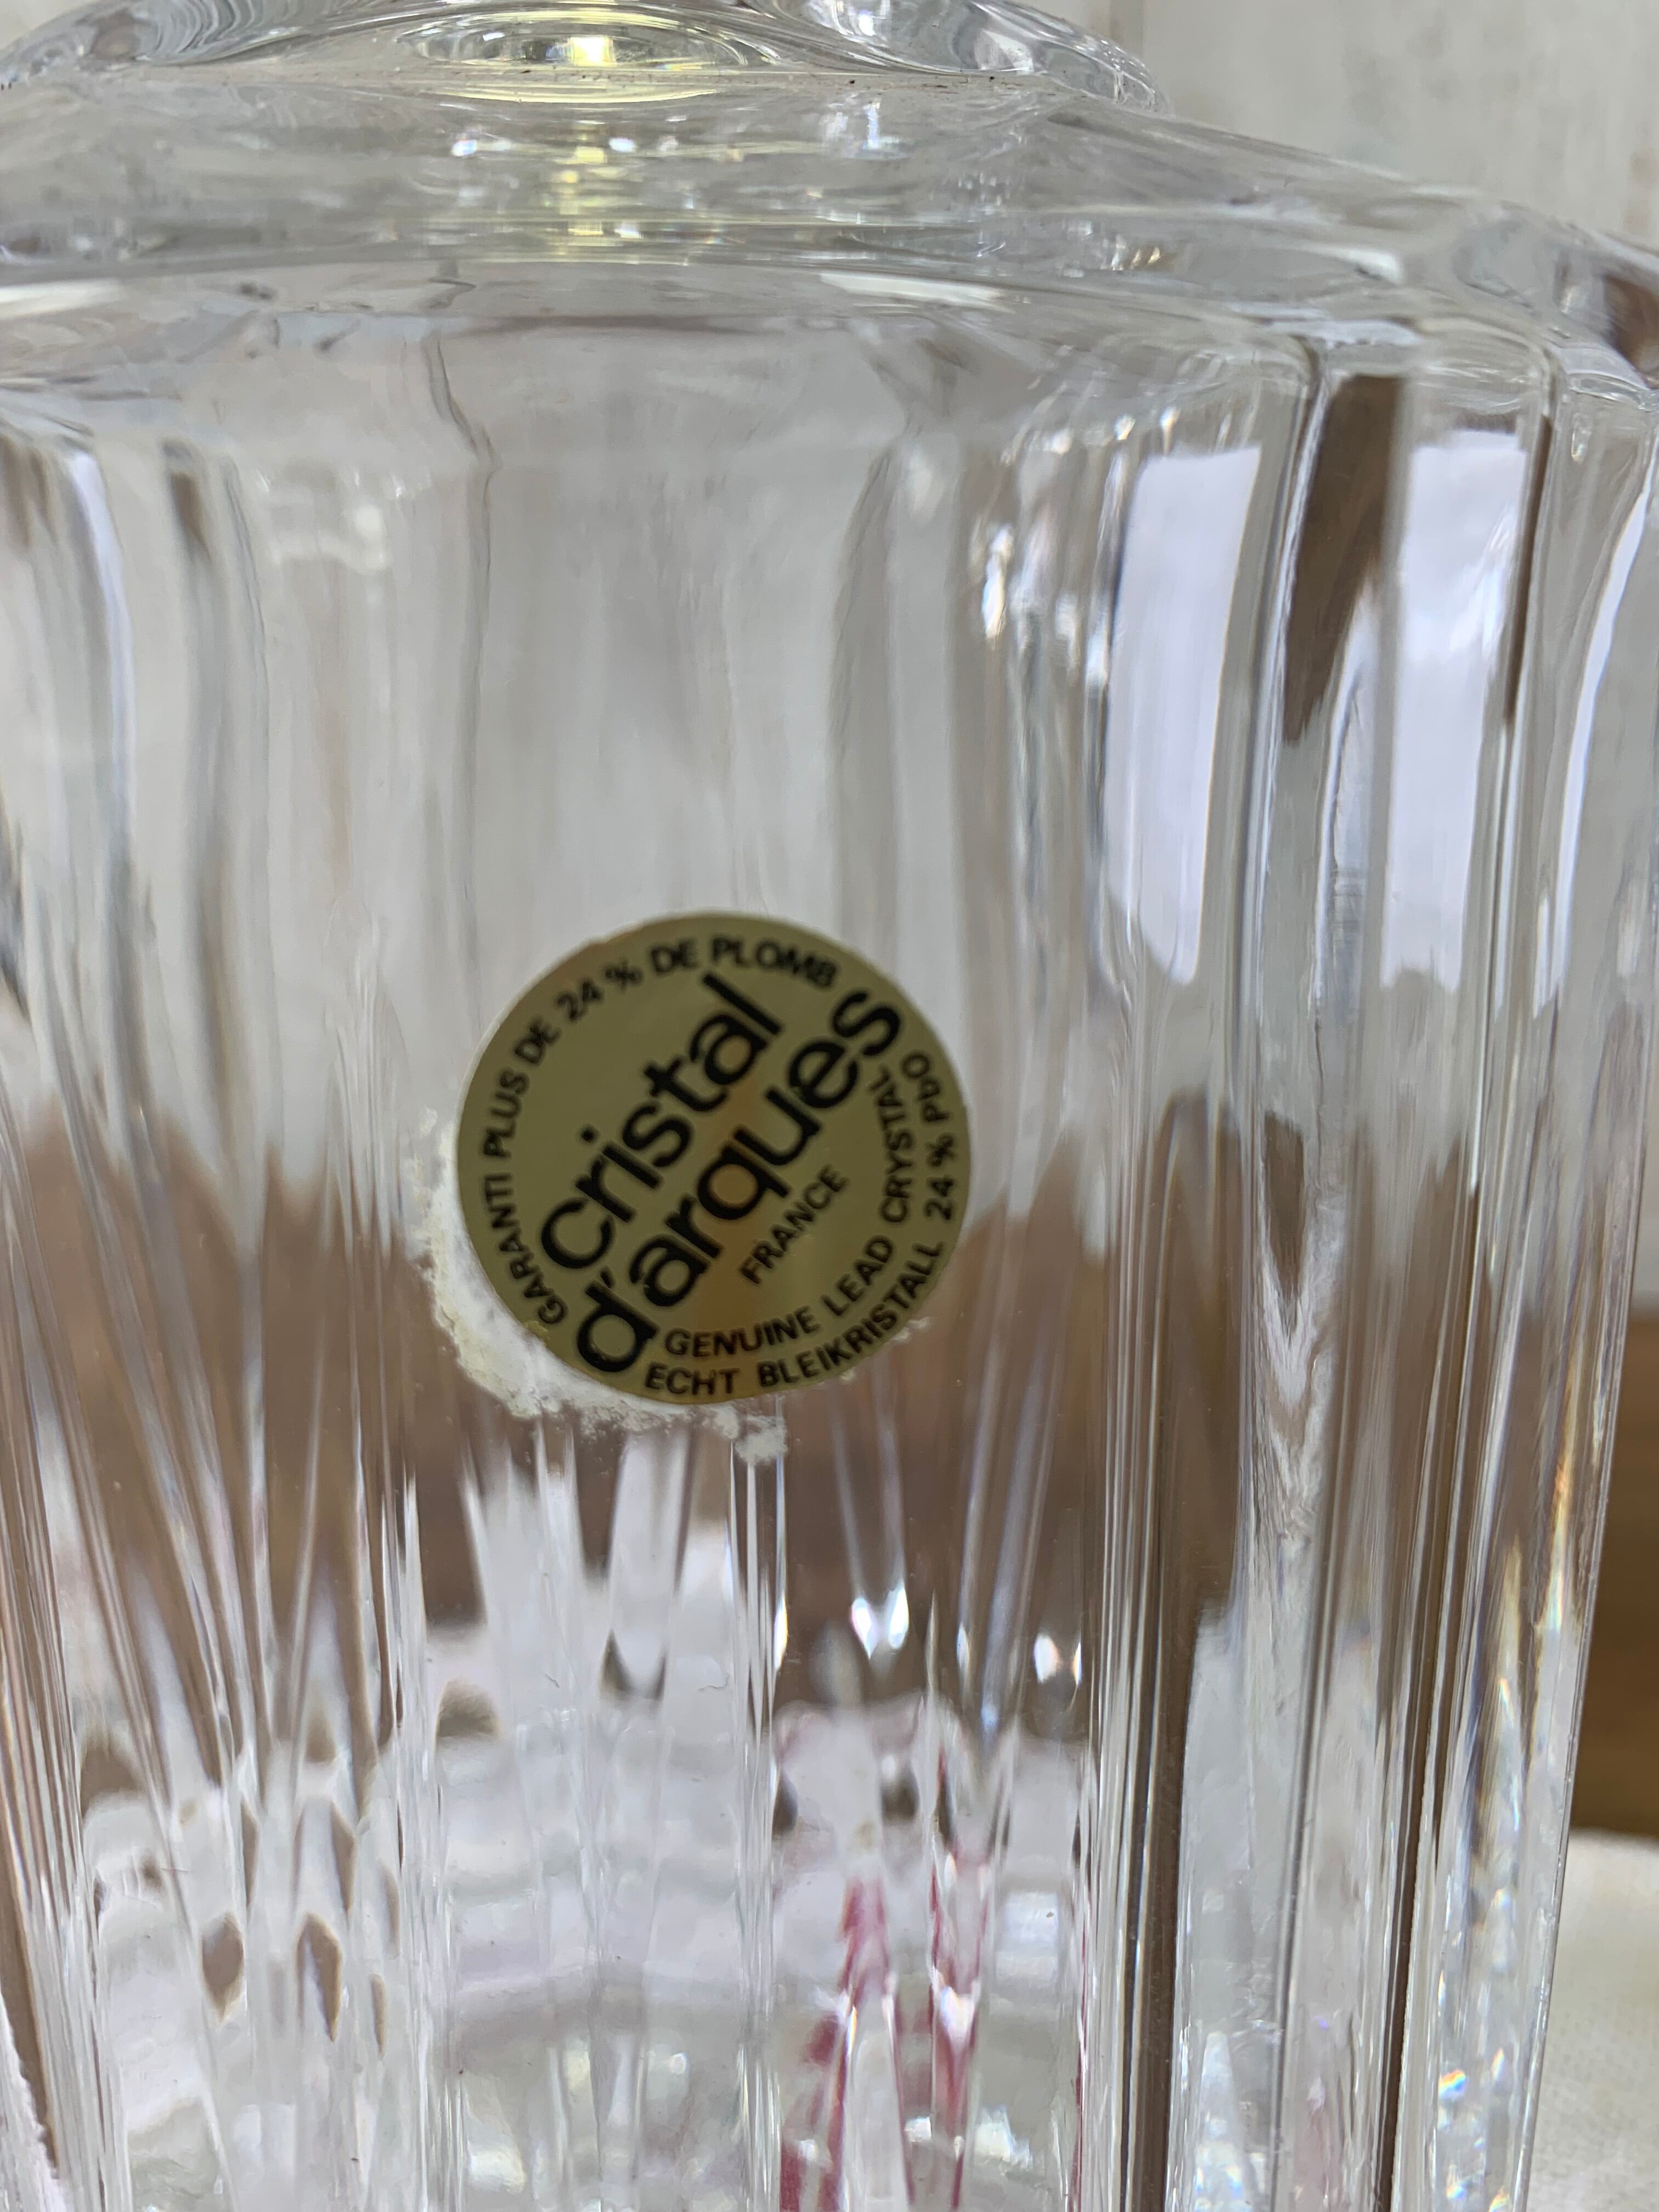 GARANTI PLUS DE 24 % DE PLOMB
cristal
d'arques
FRANCE
GENUINE LEAD CRYSTAL
ECHT BLEIKRISTALL 24 % PbO